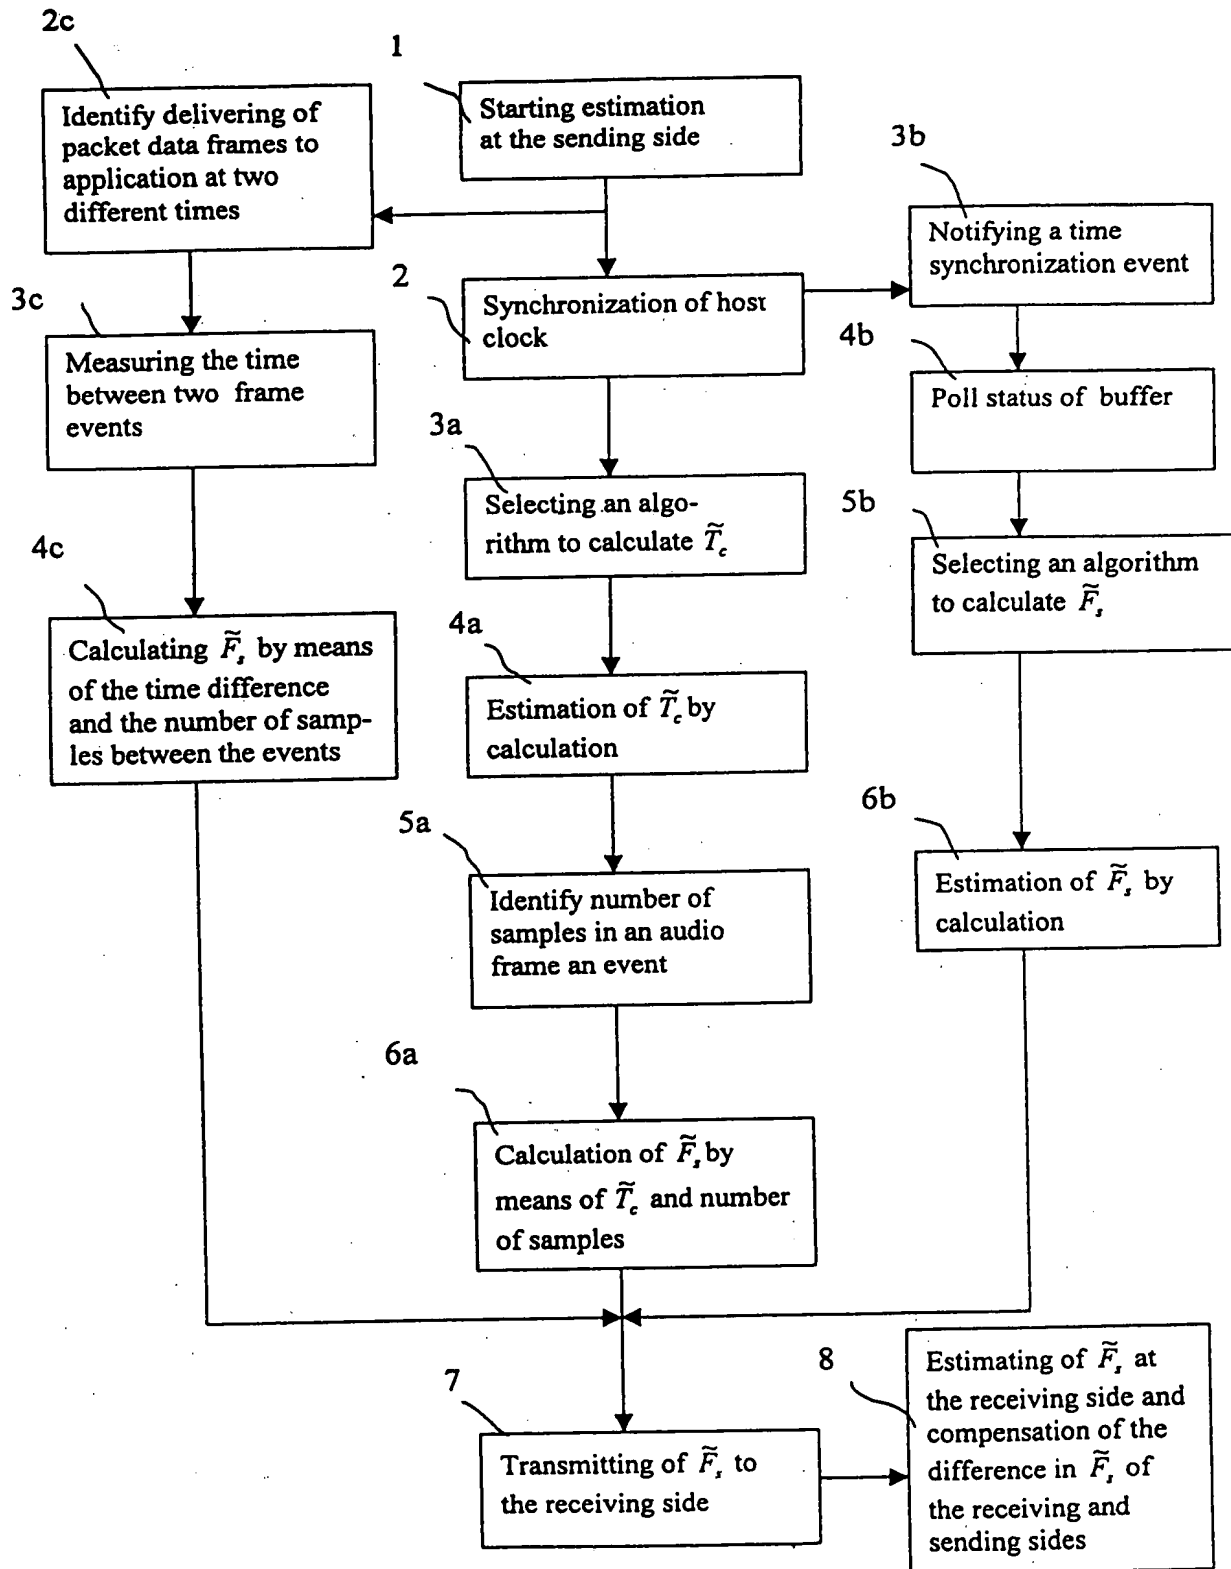 2c
1
Identify delivering of
packet data frames to
application at two
different times
Starting estimation
at the sending side
3b
Notifying a time
synchronization event
2
Synchronization of host
clock
3c
Measuring the time
between two frame
events
4b
Poll status of buffer
3a
Selecting an algo-
rithm to calculate T̃c
5b
Selecting an algorithm
to calculate F̃s
4c
Calculating F̃s by means
of the time difference
and the number of samp-
les between the events
4a
Estimation of T̃c by
calculation
6b
Estimation of F̃s by
calculation
5a
Identify number of
samples in an audio
frame an event
6a
Calculation of F̃s by
means of T̃c and number
of samples
7
Transmitting of F̃s to
the receiving side
8
Estimating of F̃s at
the receiving side and
compensation of the
difference in F̃s of
the receiving and
sending sides